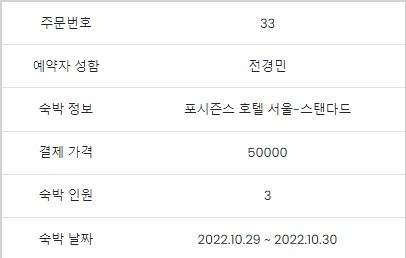 주문번호 33
예약자 성함 전경민
숙박 정보 포시즌스 호텔 서울-스탠다드
결제 가격 50000
숙박 인원 3
숙박 날짜 2022.10.29 ~ 2022.10.30